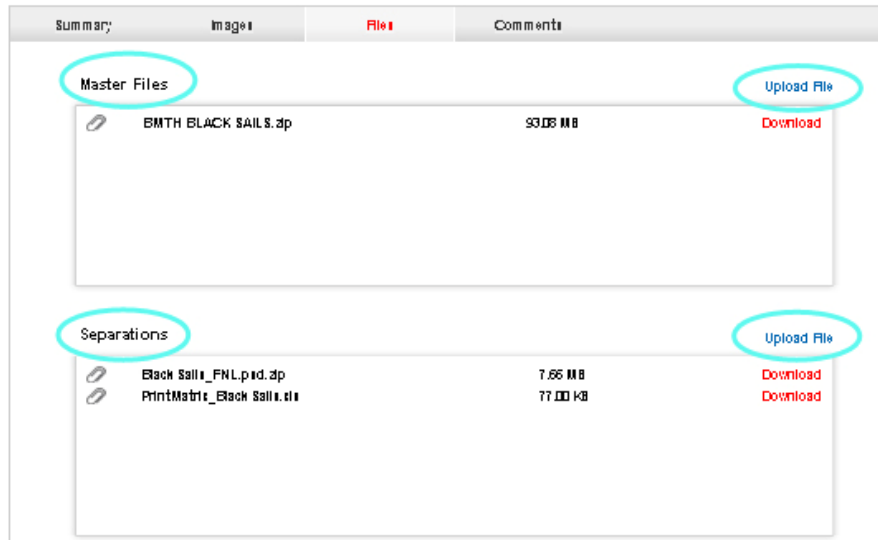 Summary Images Files Comments
Master Files Upload File
BMTH BLACK SAILS.zip 93.08 MB Download
Separations Upload File
Black Sails_FNL.psd.zip 7.66 MB Download
PrintMatrix_Black Sails.xls 77.00 KB Download